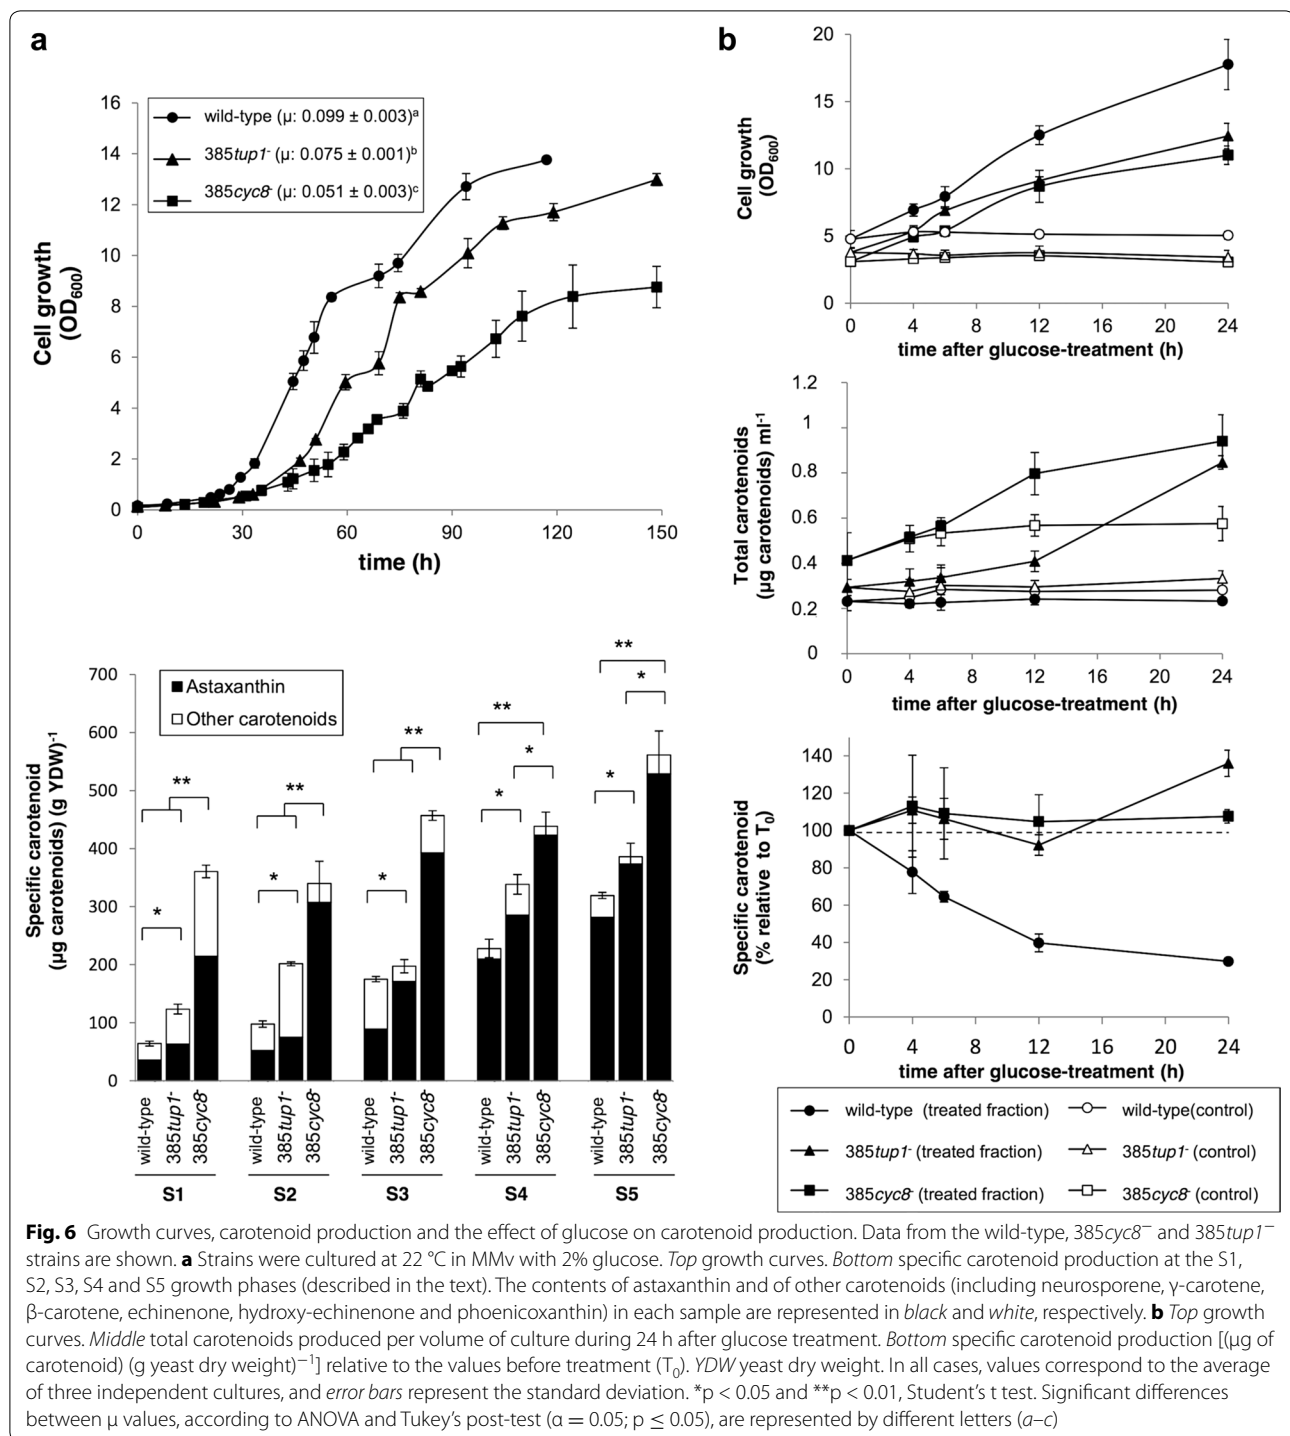 a
16
14
12
10
8
6
4
2
0
Cell growth
(OD600)
wild-type (μ: 0.099 ± 0.003)a
385tup1- (μ: 0.075 ± 0.001)b
385cyc8- (μ: 0.051 ± 0.003)c
0 30 60 90 120 150
time (h)
700
600
500
400
300
200
100
0
Specific carotenoid
(μg carotenoids) (g YDW)-1
Astaxanthin
Other carotenoids
* **
* **
* **
* * **
* * **
wild-type 385tup1- 385cyc8- wild-type 385tup1- 385cyc8- wild-type 385tup1- 385cyc8- wild-type 385tup1- 385cyc8- wild-type 385tup1- 385cyc8-
S1 S2 S3 S4 S5
b
20
15
10
5
0
Cell growth
(OD600)
0 4 8 12 16 20 24
time after glucose-treatment (h)
1.2
1
0.8
0.6
0.4
0.2
0
Total carotenoids
(μg carotenoids) ml-1
0 4 8 12 16 20 24
time after glucose-treatment (h)
140
120
100
80
60
40
20
0
Specific carotenoid
(% relative to T0)
0 4 8 12 16 20 24
time after glucose-treatment (h)
wild-type (treated fraction) wild-type(control)
385tup1- (treated fraction) 385tup1- (control)
385cyc8- (treated fraction) 385cyc8- (control)
Fig. 6 Growth curves, carotenoid production and the effect of glucose on carotenoid production. Data from the wild-type, 385cyc8− and 385tup1−
strains are shown. a Strains were cultured at 22 °C in MMv with 2% glucose. Top growth curves. Bottom specific carotenoid production at the S1,
S2, S3, S4 and S5 growth phases (described in the text). The contents of astaxanthin and of other carotenoids (including neurosporene, γ-carotene,
β-carotene, echinenone, hydroxy-echinenone and phoenicoxanthin) in each sample are represented in black and white, respectively. b Top growth
curves. Middle total carotenoids produced per volume of culture during 24 h after glucose treatment. Bottom specific carotenoid production [(μg of
carotenoid) (g yeast dry weight)−1] relative to the values before treatment (T0). YDW yeast dry weight. In all cases, values correspond to the average
of three independent cultures, and error bars represent the standard deviation. *p < 0.05 and **p < 0.01, Student's t test. Significant differences
between μ values, according to ANOVA and Tukey's post-test (α = 0.05; p ≤ 0.05), are represented by different letters (a–c)